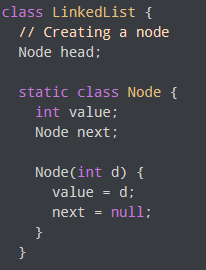 class LinkedList {
  // Creating a node
  Node head;

  static class Node {
    int value;
    Node next;

    Node(int d) {
      value = d;
      next = null;
    }
  }